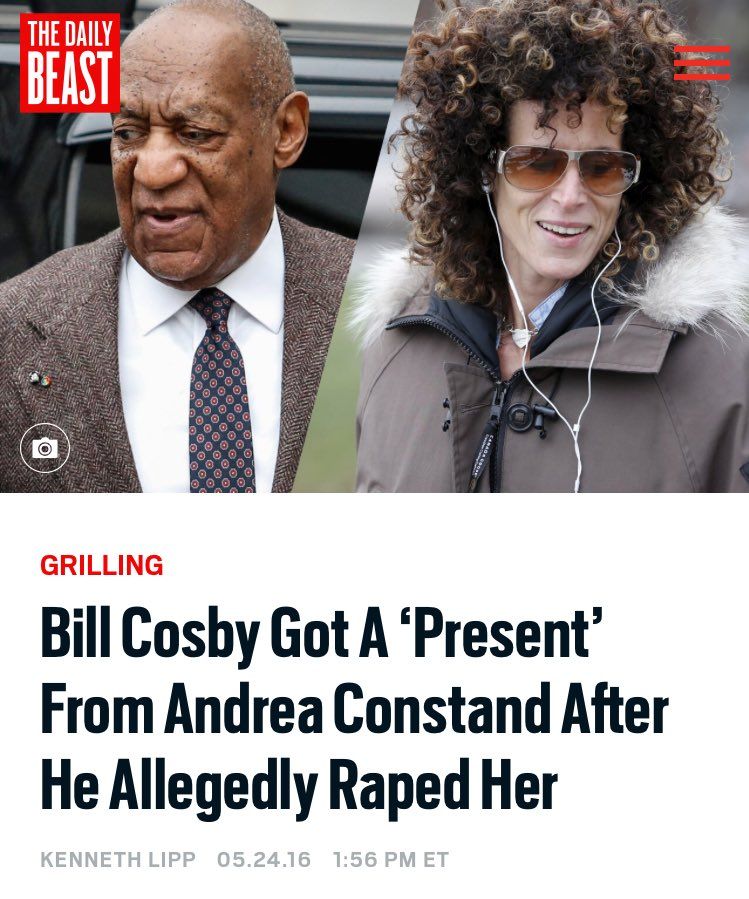 THE DAILY
BEAST
GRILLING
Bill Cosby Got A ‘Present’
From Andrea Constand After
He Allegedly Raped Her
KENNETH LIPP 05.24.16 1:56 PM ET